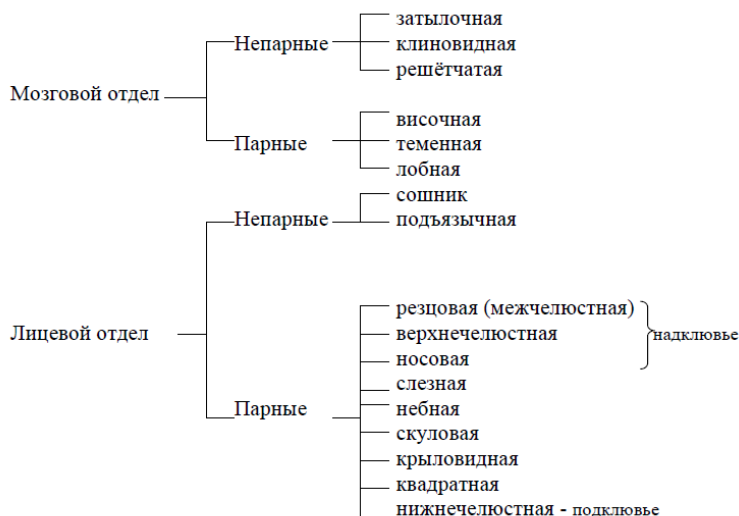 затылочная
Непарные
клиновидная
решётчатая
Мозговой отдел
височная
Парные
теменная
лобная
сошник
Непарные
подъязычная
резцовая (межчелюстная)
Лицевой отдел
верхнечелюстная
надклювье
носовая
слезная
Парные
небная
скуловая
крыловидная
квадратная
нижнечелюстная - подклювье